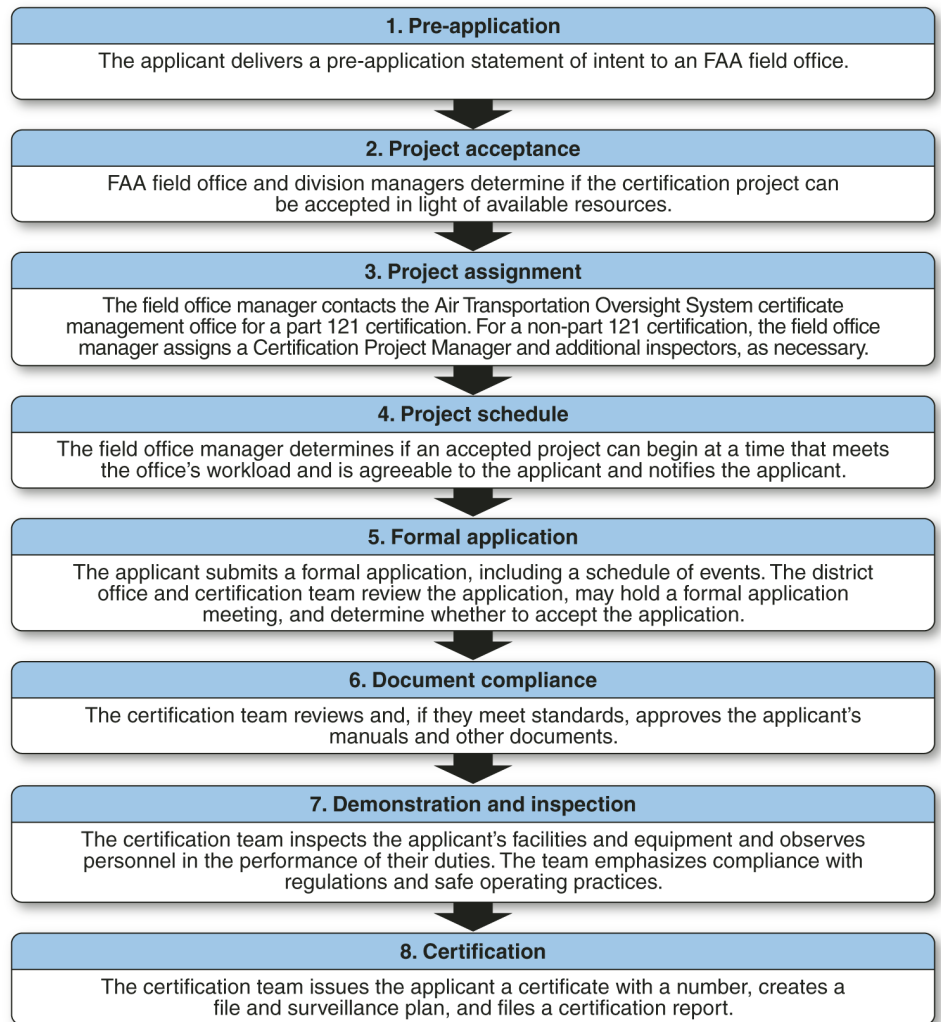 1. Pre-application
The applicant delivers a pre-application statement of intent to an FAA field office.
2. Project acceptance
FAA field office and division managers determine if the certification project can
be accepted in light of available resources.
3. Project assignment
The field office manager contacts the Air Transportation Oversight System certificate
management office for a part 121 certification. For a non-part 121 certification, the field office
manager assigns a Certification Project Manager and additional inspectors, as necessary.
4. Project schedule
The field office manager determines if an accepted project can begin at a time that meets
the office’s workload and is agreeable to the applicant and notifies the applicant.
5. Formal application
The applicant submits a formal application, including a schedule of events. The district
office and certification team review the application, may hold a formal application
meeting, and determine whether to accept the application.
6. Document compliance
The certification team reviews and, if they meet standards, approves the applicant’s
manuals and other documents.
7. Demonstration and inspection
The certification team inspects the applicant’s facilities and equipment and observes
personnel in the performance of their duties. The team emphasizes compliance with
regulations and safe operating practices.
8. Certification
The certification team issues the applicant a certificate with a number, creates a
file and surveillance plan, and files a certification report.